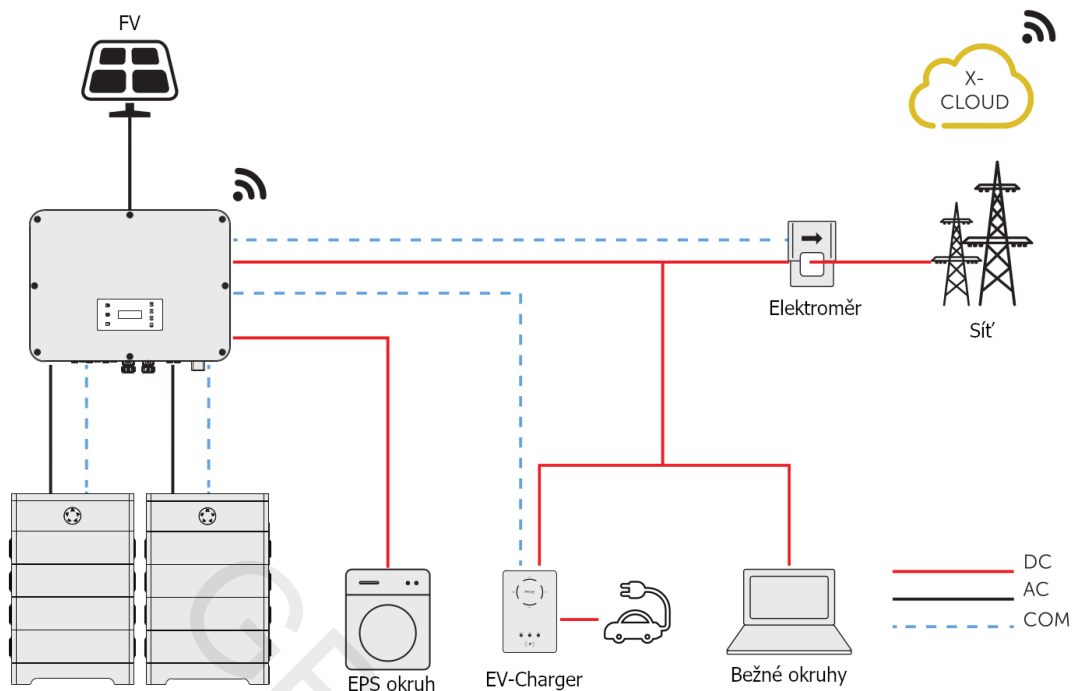 FV
X-
CLOUD
Elektroměr
Síť
DC
AC
COM
EPS okruh
EV-Charger
Bežné okruhy